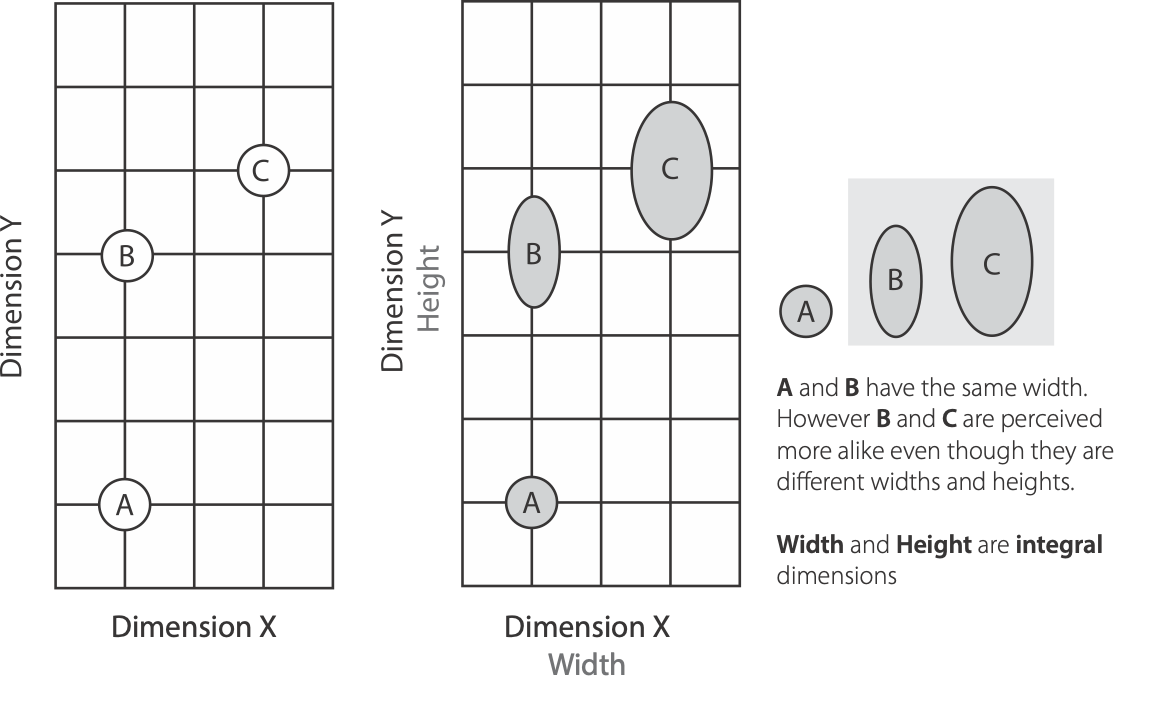 Dimension Y
C
B
A
Dimension X
Dimension Y
Height
C
B
A
Dimension X
Width
A
B
C
A and B have the same width.
However B and C are perceived
more alike even though they are
different widths and heights.
Width and Height are integral
dimensions